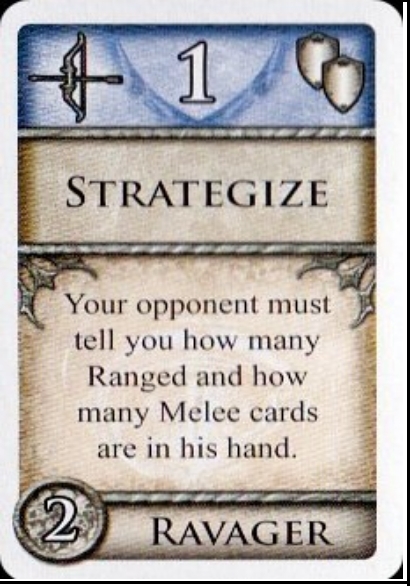 1
STRATEGIZE
Your opponent must
tell you how many
Ranged and how
many Melee cards
are in his hand.
2
RAVAGER